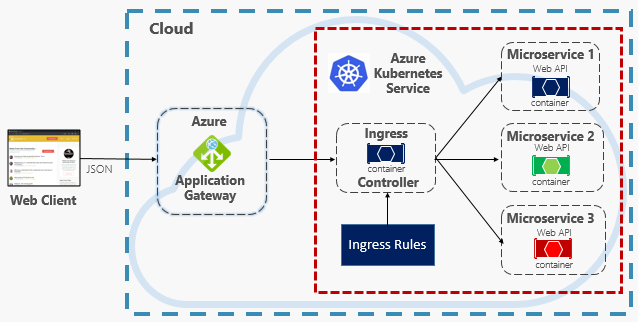 Cloud
Azure
Kubernetes
Service
Microservice 1
Web API
container
Azure
Application
Gateway
Ingress
container
Controller
Microservice 2
Web API
container
JSON
Web Client
Ingress Rules
Microservice 3
Web API
container